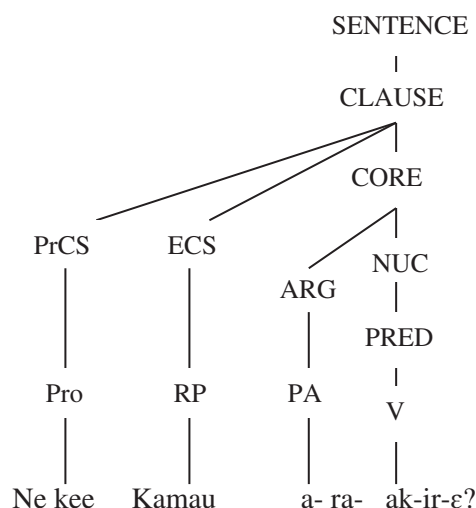 SENTENCE
CLAUSE
CORE
PrCS ECS NUC
ARG
PRED
Pro RP PA V
Ne kee Kamau a- ra- ak-ir-ɛ?